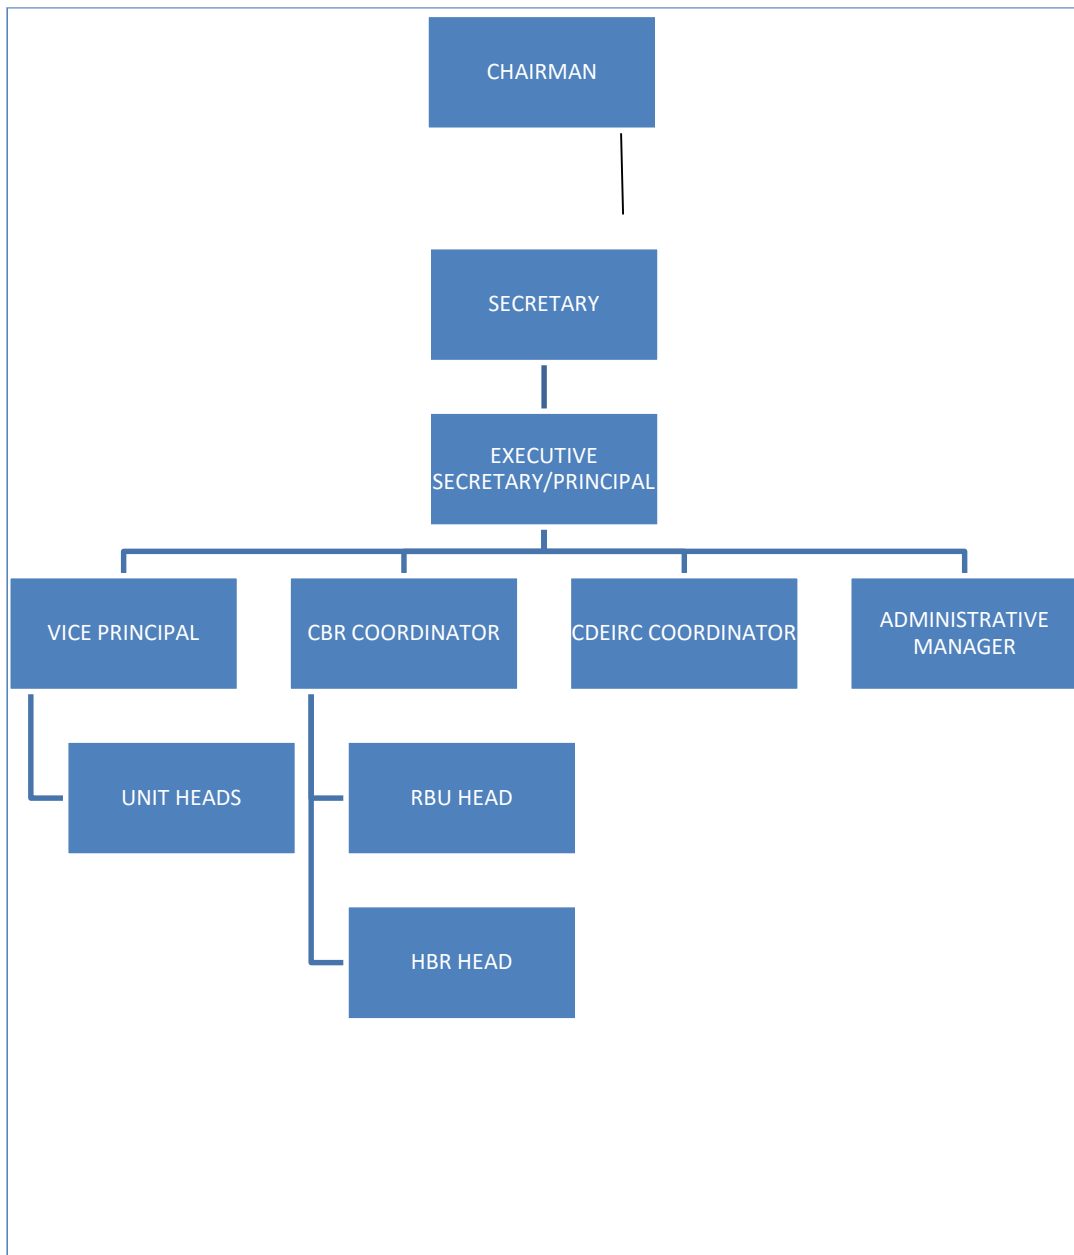 CHAIRMAN
SECRETARY
EXECUTIVE
SECRETARY/PRINCIPAL
VICE PRINCIPAL
CBR COORDINATOR
CDEIRC COORDINATOR
ADMINISTRATIVE
MANAGER
UNIT HEADS
RBU HEAD
HBR HEAD